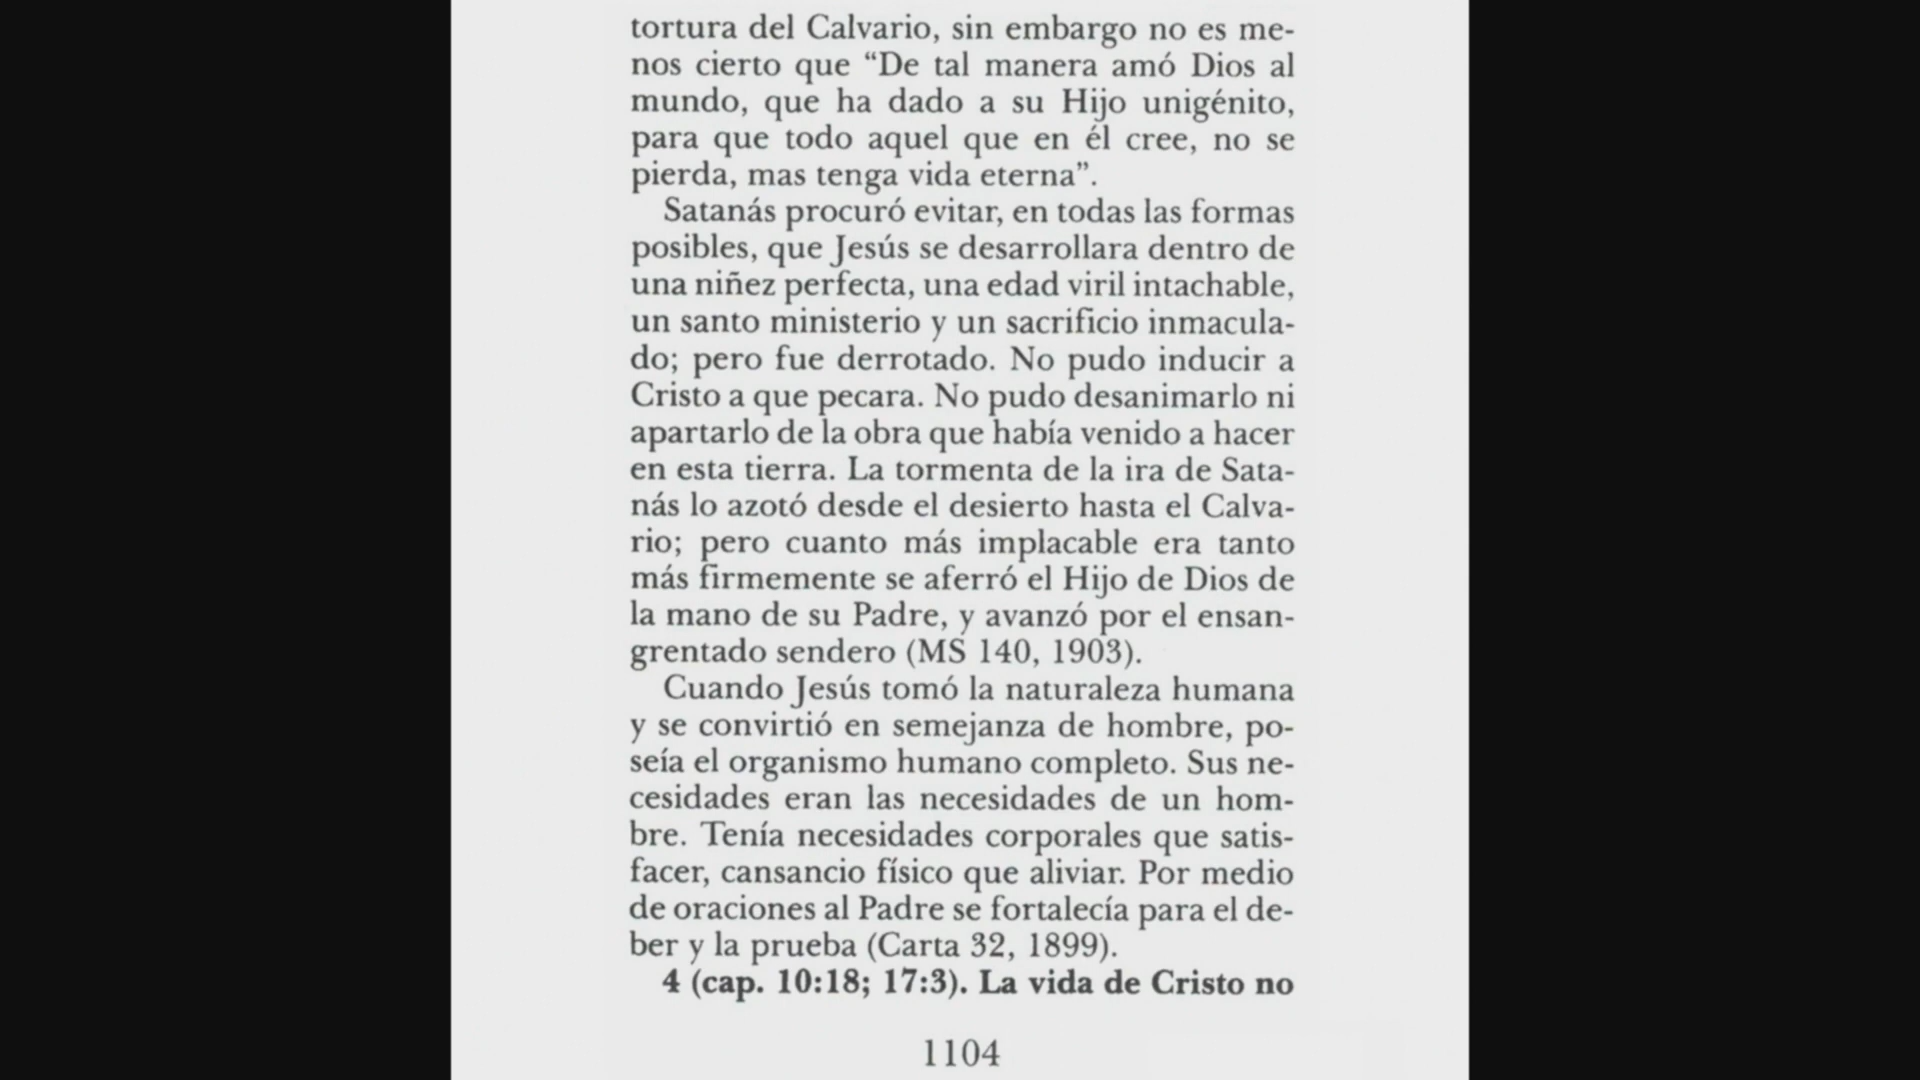 tortura del Calvario, sin embargo no es me-
nos cierto que “De tal manera amó Dios al
mundo, que ha dado a su Hijo unigénito,
para que todo aquel que en él cree, no se
pierda, mas tenga vida eterna”.
Satanás procuró evitar, en todas las formas
posibles, que Jesús se desarrollara dentro de
una niñez perfecta, una edad viril intachable,
un santo ministerio y un sacrificio inmacula-
do; pero fue derrotado. No pudo inducir a
Cristo a que pecara. No pudo desanimarlo ni
apartarlo de la obra que había venido a hacer
en esta tierra. La tormenta de la ira de Sata-
nás lo azotó desde el desierto hasta el Calva-
rio; pero cuanto más implacable era tanto
más firmemente se aferró el Hijo de Dios de
la mano de su Padre, y avanzó por el ensan-
grentado sendero (MS 140, 1903).
Cuando Jesús tomó la naturaleza humana
y se convirtió en semejanza de hombre, po-
seía el organismo humano completo. Sus ne-
cesidades eran las necesidades de un hom-
bre. Tenía necesidades corporales que satis-
facer, cansancio físico que aliviar. Por medio
de oraciones al Padre se fortalecía para el de-
ber y la prueba (Carta 32, 1899).
4 (cap. 10:18; 17:3). La vida de Cristo no
1104